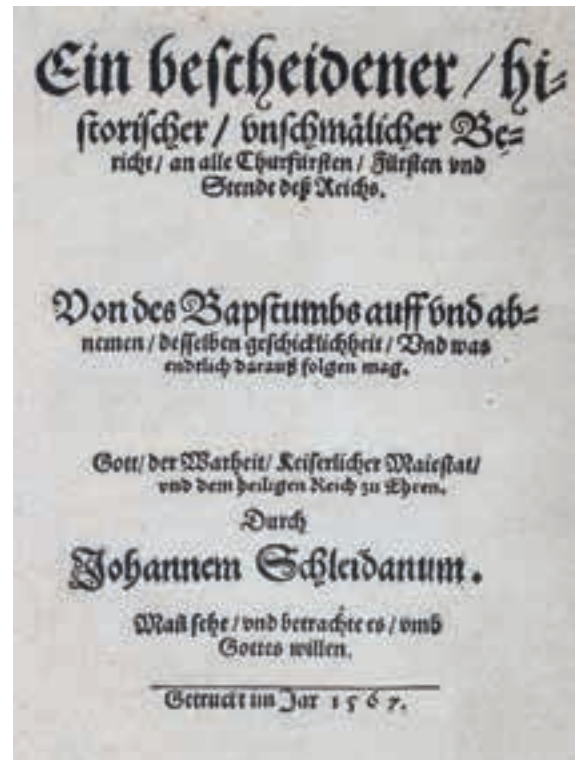 Ein beſcheidener / hi⸗
ſtoriſcher / vnſchmälicher Be⸗
richt / an alle Churfürſten / Fürſten vnd
Stende deß Reichs.
Von des Bapſtumbs auff vnd ab⸗
nemen / deſſelben geſchicklichheit / Vnd was
endtlich darauß folgen mag.
Gott / der Warheit / Keiſerlicher Maieſtat /
vnd dem heiligen Reich zu Ehren.
Durch
Johannem Schleidanum.
Mañ ſehe / vnd betrachte es / vmb
Gottes willen.
Getruckt im Jar 1567.